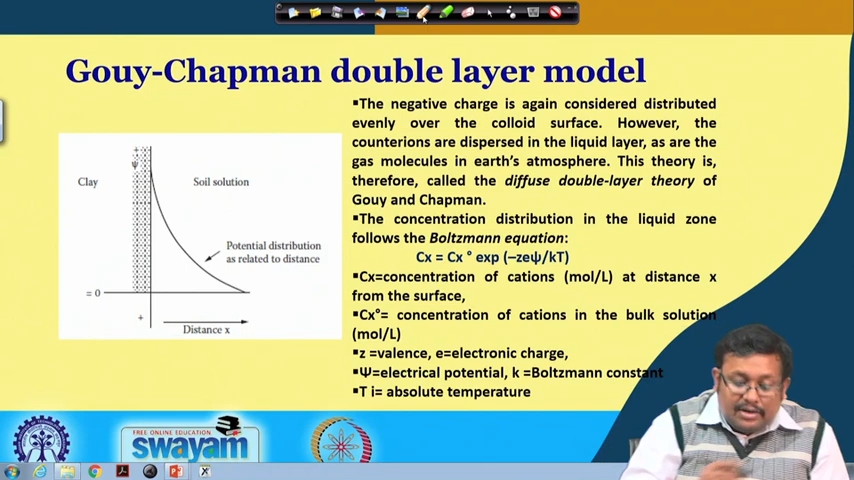 Gouy-Chapman double layer model
▪The negative charge is again considered distributed
evenly over the colloid surface. However, the
counterions are dispersed in the liquid layer, as are the
gas molecules in earth's atmosphere. This theory is,
therefore, called the diffuse double-layer theory of
Gouy and Chapman.
▪The concentration distribution in the liquid zone
follows the Boltzmann equation:
Cx = Cx ° exp (–zeψ/kT)
▪Cx=concentration of cations (mol/L) at distance x
from the surface,
▪Cx°= concentration of cations in the bulk solution
(mol/L)
▪z =valence, e=electronic charge,
▪Ψ=electrical potential, k =Boltzmann constant
▪T i= absolute temperature
+
ψ
Clay
Soil solution
Potential distribution
as related to distance
= 0
+
Distance x
FREE ONLINE EDUCATION
swayam